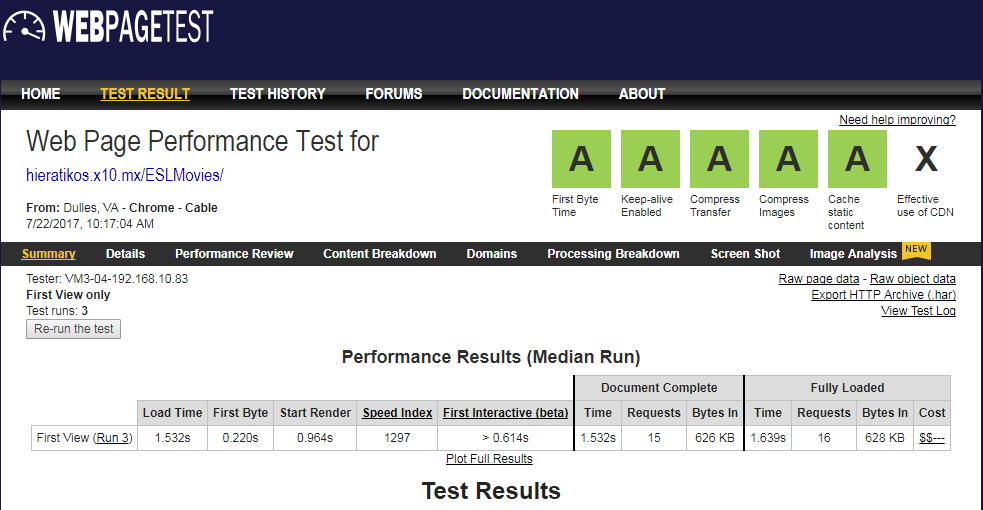 WEBPAGETEST
HOME TEST RESULT TEST HISTORY FORUMS DOCUMENTATION ABOUT
Need help improving?
Web Page Performance Test for
hieratikos.x10.mx/ESLMovies/
From: Dulles, VA - Chrome - Cable
7/22/2017, 10:17:04 AM
A A A A A X
First Byte Time
Keep-alive Enabled
Compress Transfer
Compress Images
Cache static content
Effective use of CDN
Summary Details Performance Review Content Breakdown Domains Processing Breakdown Screen Shot Image Analysis NEW
Tester: VM3-04-192.168.10.83
First View only
Test runs: 3
Re-run the test
Raw page data - Raw object data
Export HTTP Archive (.har)
View Test Log
Performance Results (Median Run)
Document Complete Fully Loaded
Load Time First Byte Start Render Speed Index First Interactive (beta) Time Requests Bytes In Time Requests Bytes In Cost
First View (Run 3) 1.532s 0.220s 0.964s 1297 > 0.614s 1.532s 15 626 KB 1.639s 16 628 KB $$---
Plot Full Results
Test Results